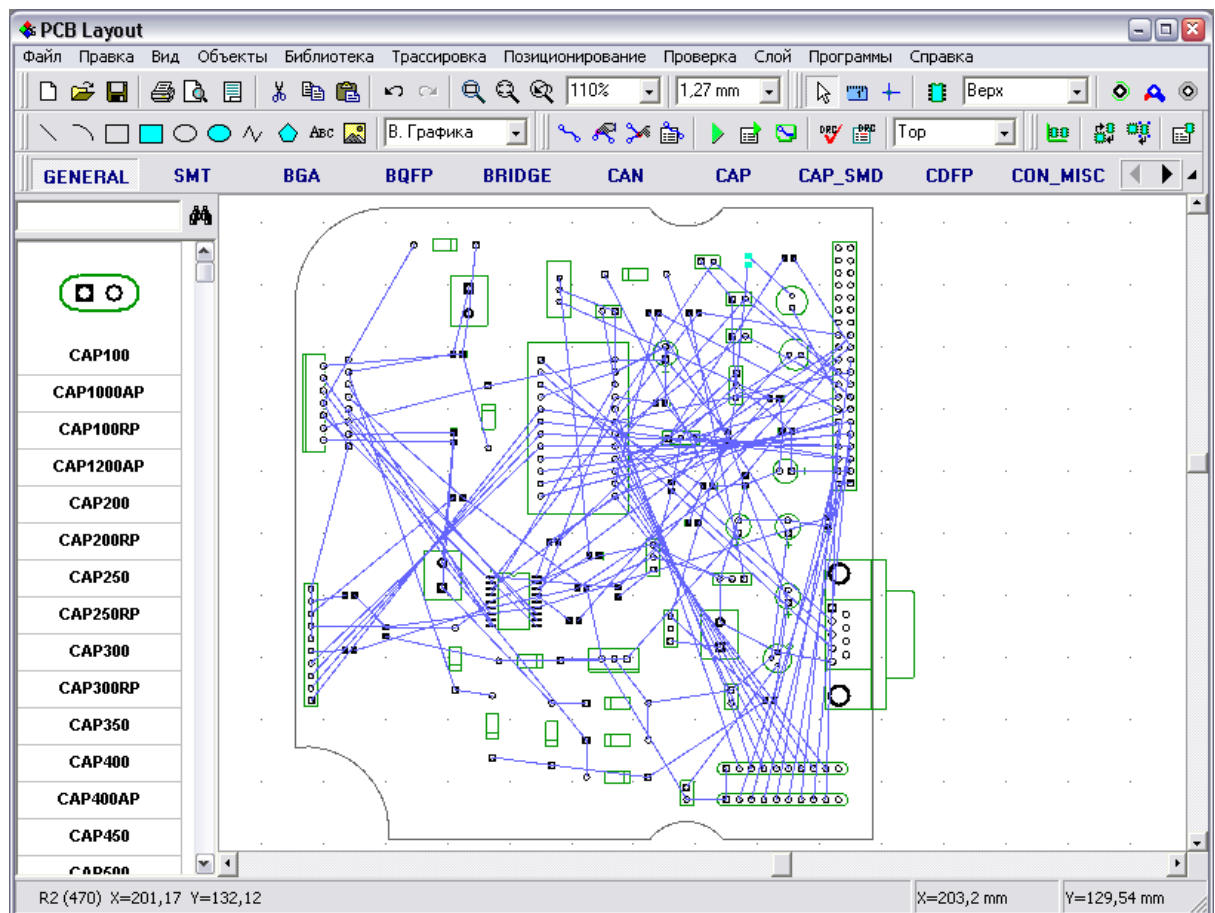 PCB Layout
Файл Правка Вид Объекты Библиотека Трассировка Позиционирование Проверка Слой Программы Справка
110% 1,27 mm Верх
ABC В. Графика DRC DRC Top
GENERAL SMT BGA BQFP BRIDGE CAN CAP CAP_SMD CDFP CON_MISC
CAP100
CAP1000AP
CAP100RP
CAP1200AP
CAP200
CAP200RP
CAP250
CAP250RP
CAP300
CAP300RP
CAP350
CAP400
CAP400AP
CAP450
CAP500
R2 (470) X=201,17 Y=132,12 X=203,2 mm Y=129,54 mm